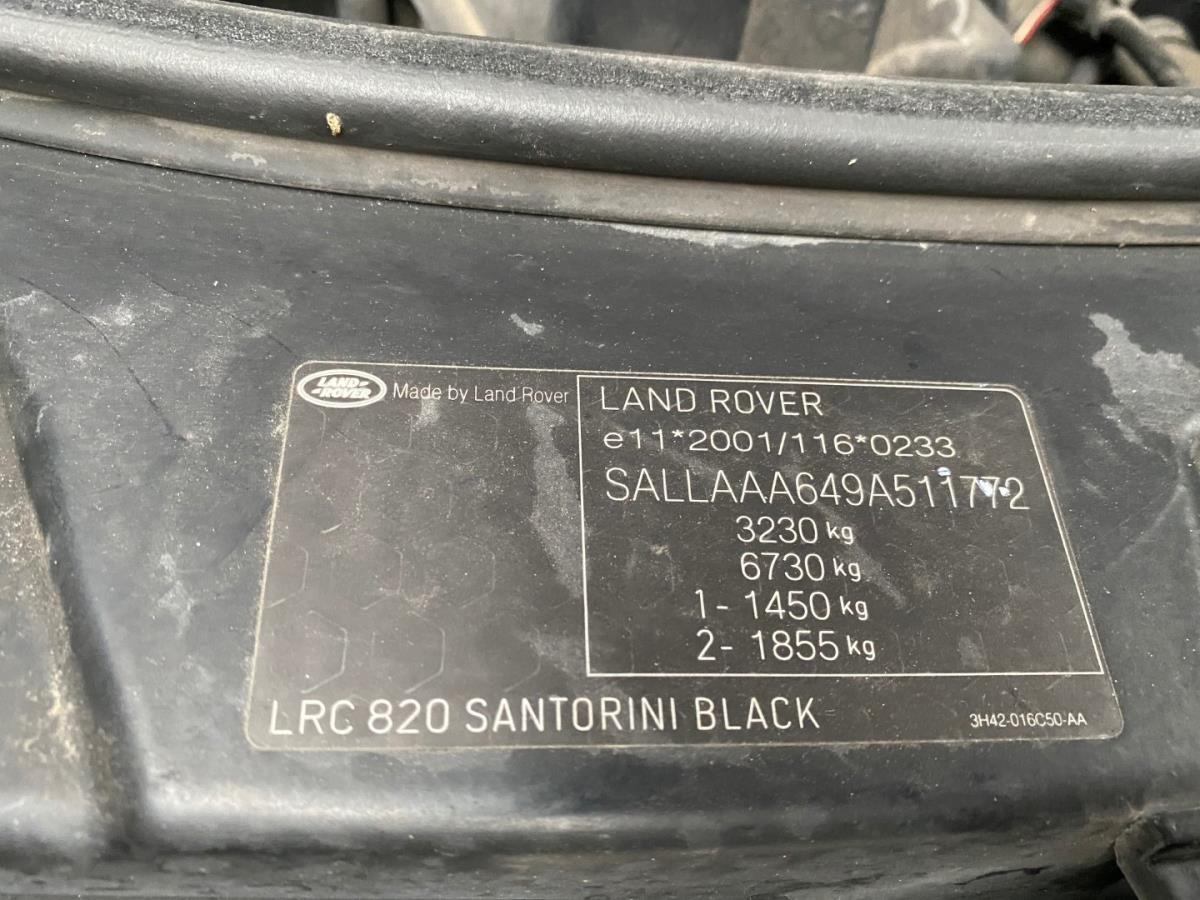 LAND ROVER
Made by Land Rover
LAND ROVER
e11*2001/116*0233
SALLAAA649A511772
3230 kg
6730 kg
1- 1450 kg
2- 1855 kg
LRC 820 SANTORINI BLACK
3H42-016C50-AA